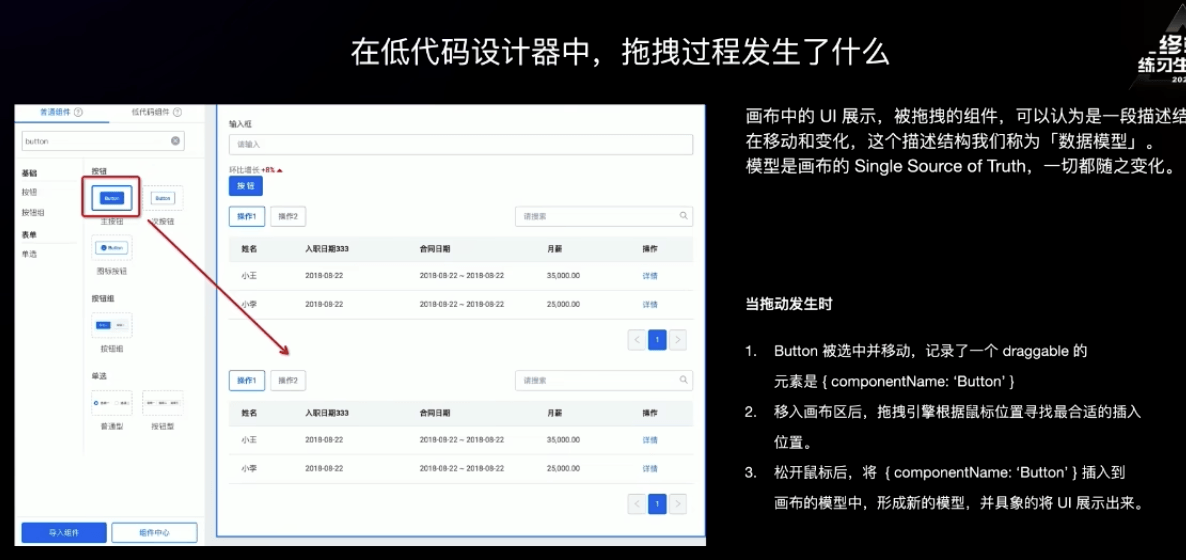 在低代码设计器中，拖拽过程发生了什么
终
练习生
202
普通组件
低代码组件
button
基础
按钮
按钮组
表单
单选
按钮
Button
Button
主按钮
次按钮
Button
图标按钮
按钮组
按钮组
单选
普通型
按钮型
导入组件
组件中心
输入框
请输入
环比增长 +8%
按钮
操作1
操作2
请搜索
姓名 入职日期333 合同日期 月薪 操作
小王 2018-08-22 2018-08-22 ~ 2018-08-22 35,000.00 详情
小李 2018-08-22 2018-08-22 ~ 2018-08-22 25,000.00 详情
< 1 >
操作1
操作2
请搜索
姓名 入职日期333 合同日期 月薪 操作
小王 2018-08-22 2018-08-22 ~ 2018-08-22 35,000.00 详情
小李 2018-08-22 2018-08-22 ~ 2018-08-22 25,000.00 详情
< 1 >
画布中的 UI 展示，被拖拽的组件，可以认为是一段描述结
在移动和变化，这个描述结构我们称为「数据模型」。
模型是画布的 Single Source of Truth，一切都随之变化。
当拖动发生时
1. Button 被选中并移动，记录了一个 draggable 的
元素是 { componentName: ‘Button’ }
2. 移入画布区后，拖拽引擎根据鼠标位置寻找最合适的插入
位置。
3. 松开鼠标后，将 { componentName: ‘Button’ } 插入到
画布的模型中，形成新的模型，并具象的将 UI 展示出来。